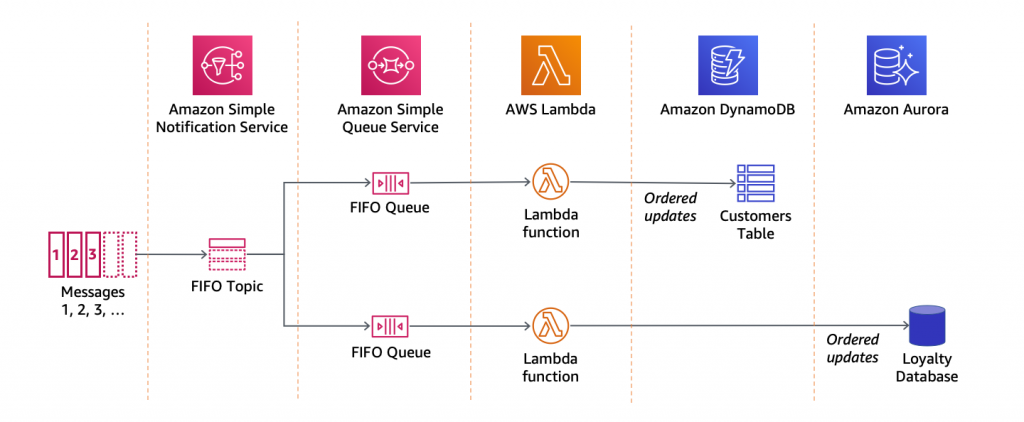 Amazon Simple
Notification Service
Amazon Simple
Queue Service
AWS Lambda
Amazon DynamoDB
Amazon Aurora
FIFO Queue
Lambda
function
Ordered
updates
Customers
Table
1 2 3
Messages
1, 2, 3, ...
FIFO Topic
FIFO Queue
Lambda
function
Ordered
updates
Loyalty
Database